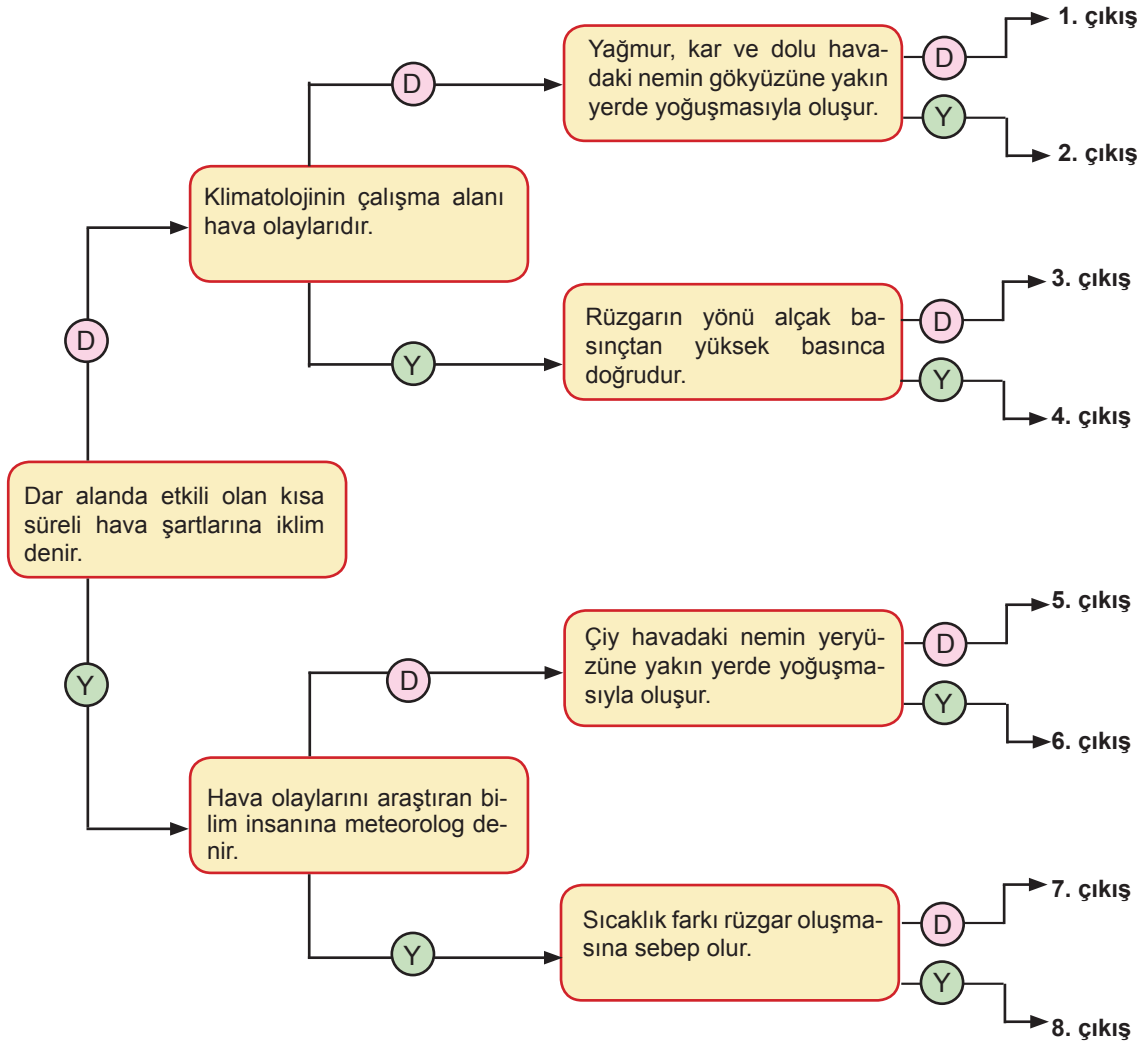 Yağmur, kar ve dolu hava-
daki nemin gökyüzüne yakın
yerde yoğuşmasıyla oluşur.
D
1. çıkış
Y
2. çıkış
D
Klimatolojinin çalışma alanı
hava olaylarıdır.
Y
Rüzgarın yönü alçak ba-
sınçtan yüksek basınca
doğrudur.
D
3. çıkış
Y
4. çıkış
D
Dar alanda etkili olan kısa
süreli hava şartlarına iklim
denir.
Y
D
Çiy havadaki nemin yeryü-
züne yakın yerde yoğuşma-
sıyla oluşur.
D
5. çıkış
Y
6. çıkış
Hava olaylarını araştıran bi-
lim insanına meteorolog de-
nir.
Y
Sıcaklık farkı rüzgar oluşma-
sına sebep olur.
D
7. çıkış
Y
8. çıkış